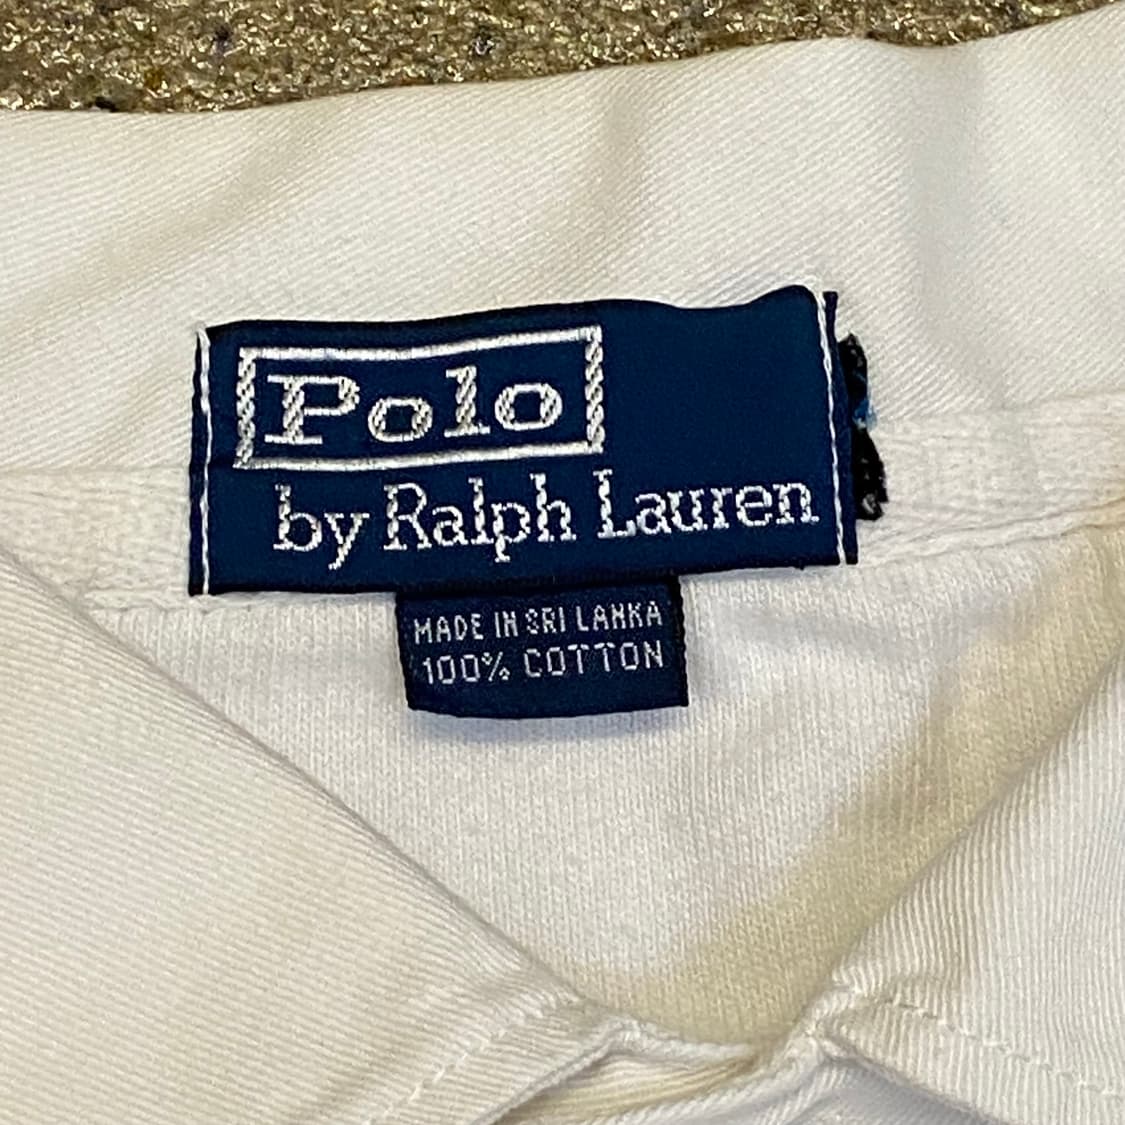 Polo
by Ralph Lauren
MADE IN SRI LANKA
100% COTTON